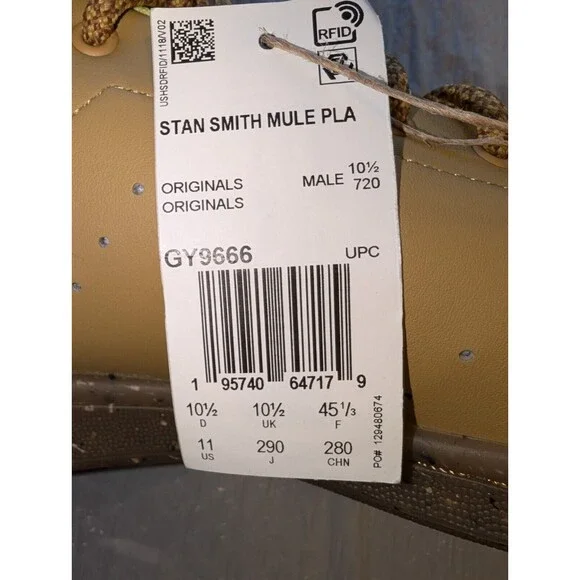 USHSDRFID/1118/V02
RFID
STAN SMITH MULE PLA
ORIGINALS MALE 10½
ORIGINALS 720
GY9666 UPC
1 95740 64717 9
10½ 10½ 45⅓
D UK F
11 290 280
US J CHN
PO# 129480674